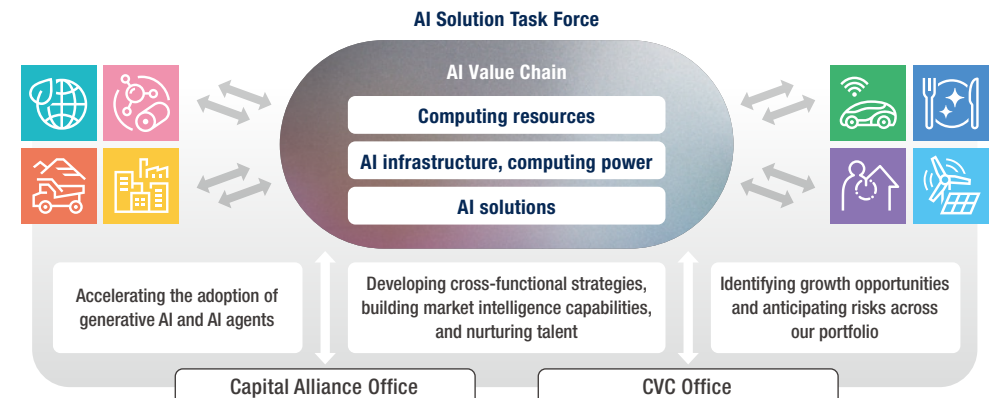 AI Solution Task Force
AI Value Chain
Computing resources
AI infrastructure, computing power
AI solutions
Accelerating the adoption of
generative AI and AI agents
Developing cross-functional strategies,
building market intelligence capabilities,
and nurturing talent
Identifying growth opportunities
and anticipating risks across
our portfolio
Capital Alliance Office
CVC Office